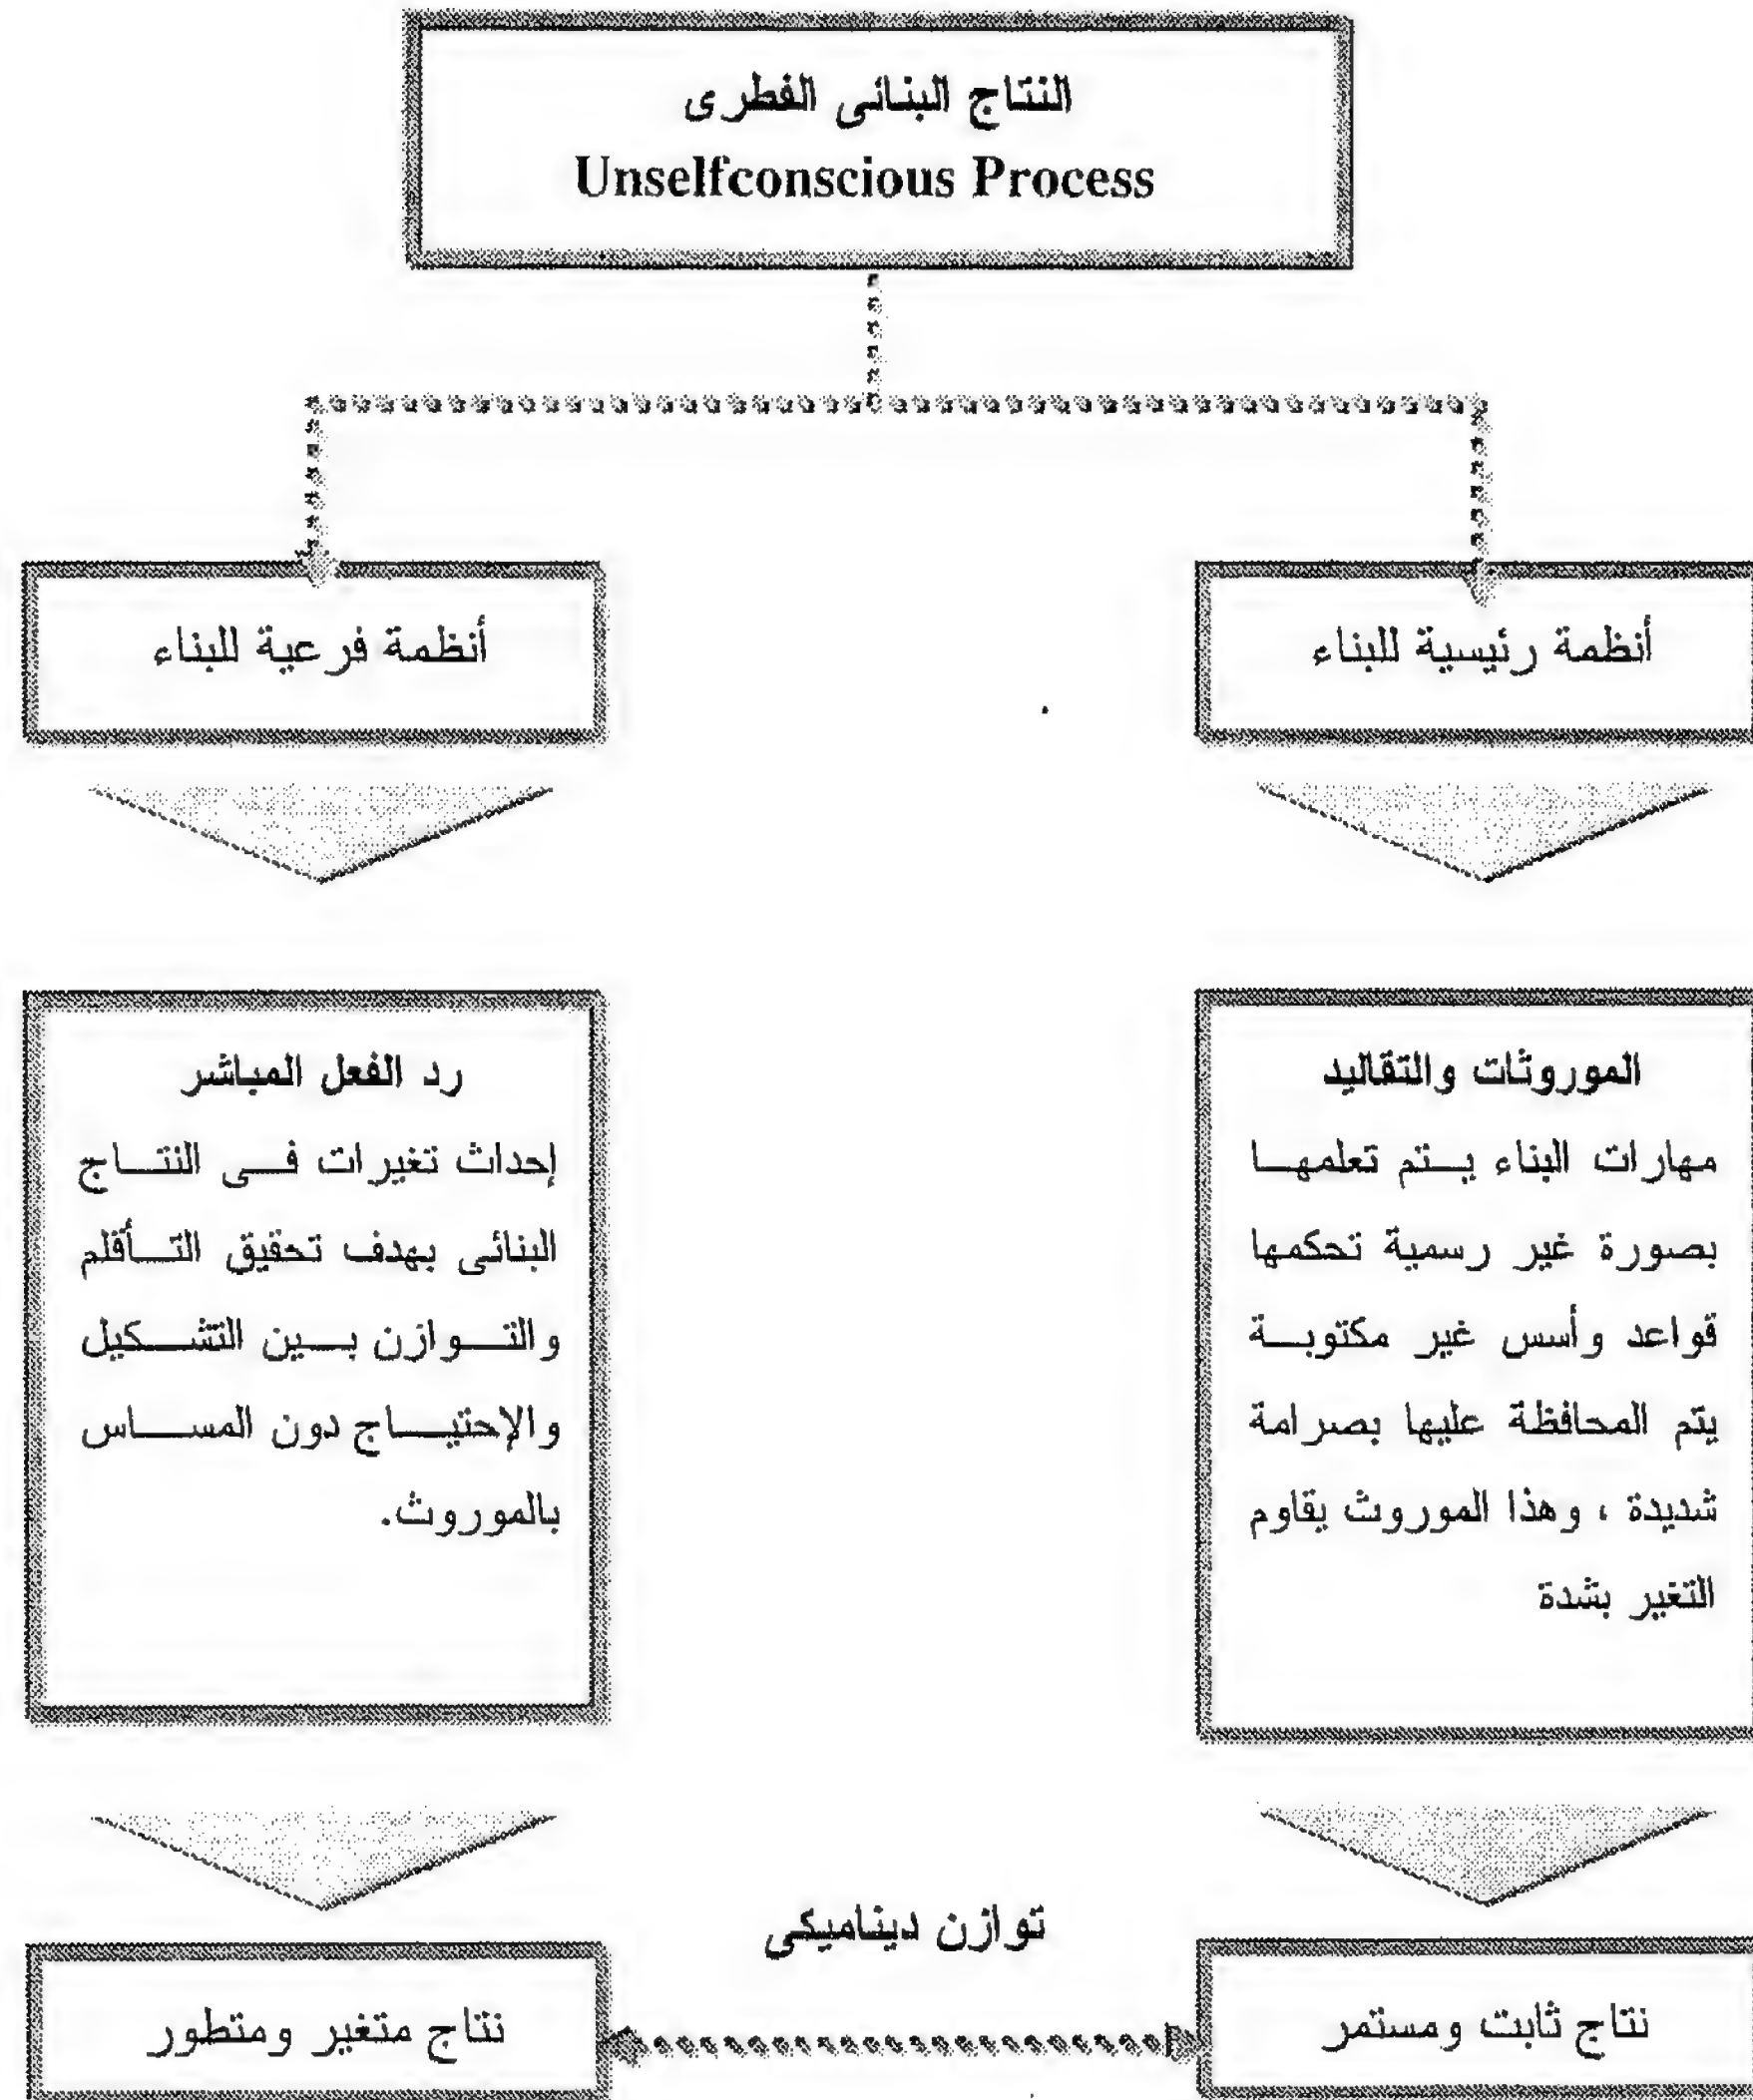 النتاج البنائى الفطرى
Unselfconscious Process
أنظمة رئيسية للبناء
أنظمة فرعية للبناء
الموروثات والتقاليد
مهارات البناء يتم تعلمها
بصورة غير رسمية تحكمها
قواعد وأسس غير مكتوبة
يتم المحافظة عليها بصرامة
شديدة ، وهذا الموروث يقاوم
التغير بشدة
رد الفعل المباشر
إحداث تغيرات فى النتاج
البنائى بهدف تحقيق التأقلم
والتوازن بين التشكيل
والإحتياج دون المساس
بالموروث.
توازن ديناميكى
نتاج ثابت ومستمر
نتاج متغير ومتطور